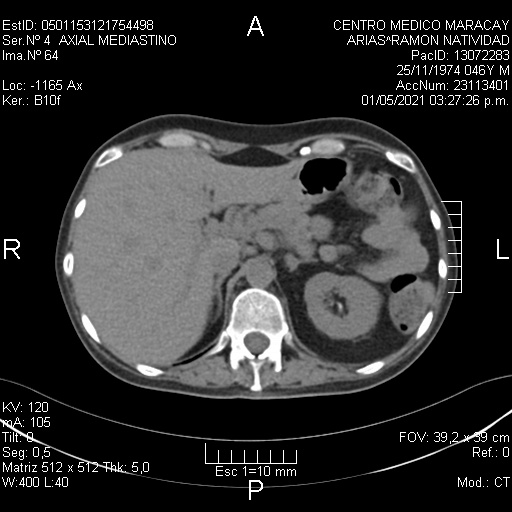 EstID: 0501153121754498
Ser.Nº 4 AXIAL MEDIASTINO
Ima.Nº 64
Loc: -1165 Ax
Ker.: B10f
A
CENTRO MEDICO MARACAY
ARIAS^RAMON NATIVIDAD
PacID: 13072283
25/11/1974 046Y M
AccNum: 23113401
01/05/2021 03:27:26 p.m.
R
L
KV: 120
mA: 105
Tilt: 0
Seg: 0,5
Matriz 512 x 512 Thk: 5,0
W:400 L:40
Esc 1=10 mm
P
FOV: 39,2 x 39 cm
Ref.: 0
Mod.: CT